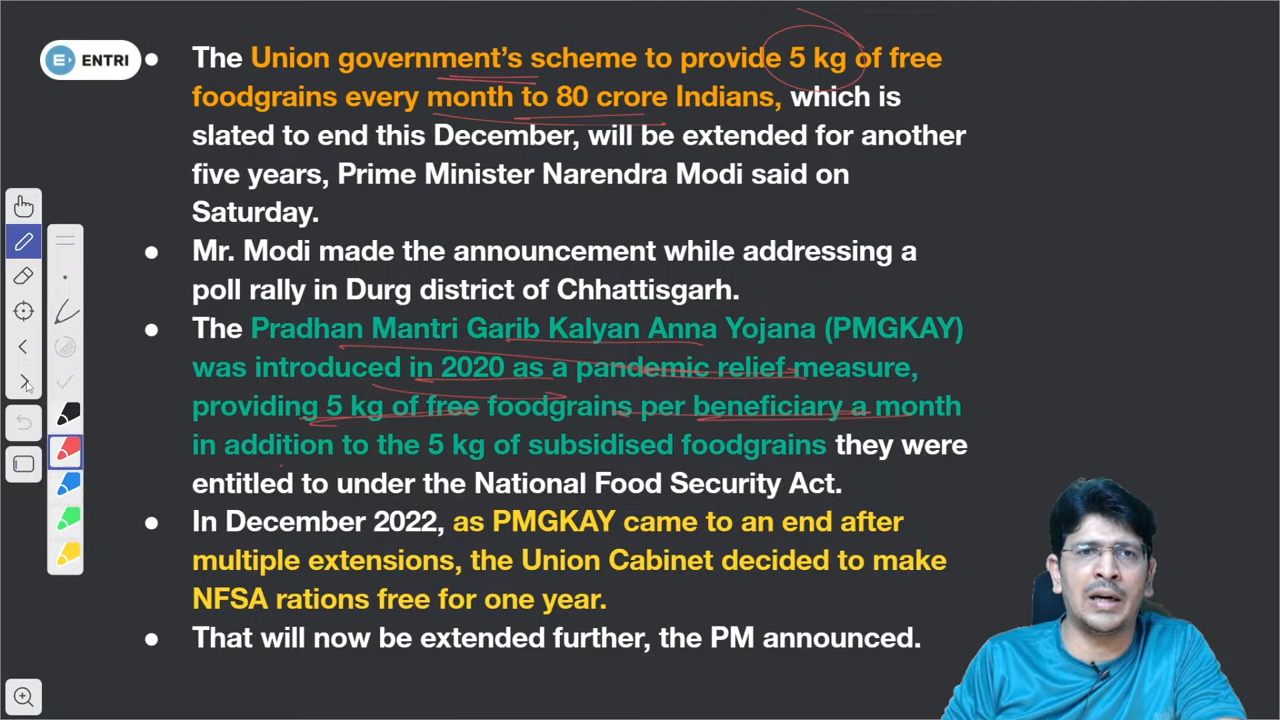 ENTRI
● The Union government's scheme to provide 5 kg of free
foodgrains every month to 80 crore Indians, which is
slated to end this December, will be extended for another
five years, Prime Minister Narendra Modi said on
Saturday.
● Mr. Modi made the announcement while addressing a
poll rally in Durg district of Chhattisgarh.
● The Pradhan Mantri Garib Kalyan Anna Yojana (PMGKAY)
was introduced in 2020 as a pandemic relief measure,
providing 5 kg of free foodgrains per beneficiary a month
in addition to the 5 kg of subsidised foodgrains they were
entitled to under the National Food Security Act.
● In December 2022, as PMGKAY came to an end after
multiple extensions, the Union Cabinet decided to make
NFSA rations free for one year.
● That will now be extended further, the PM announced.